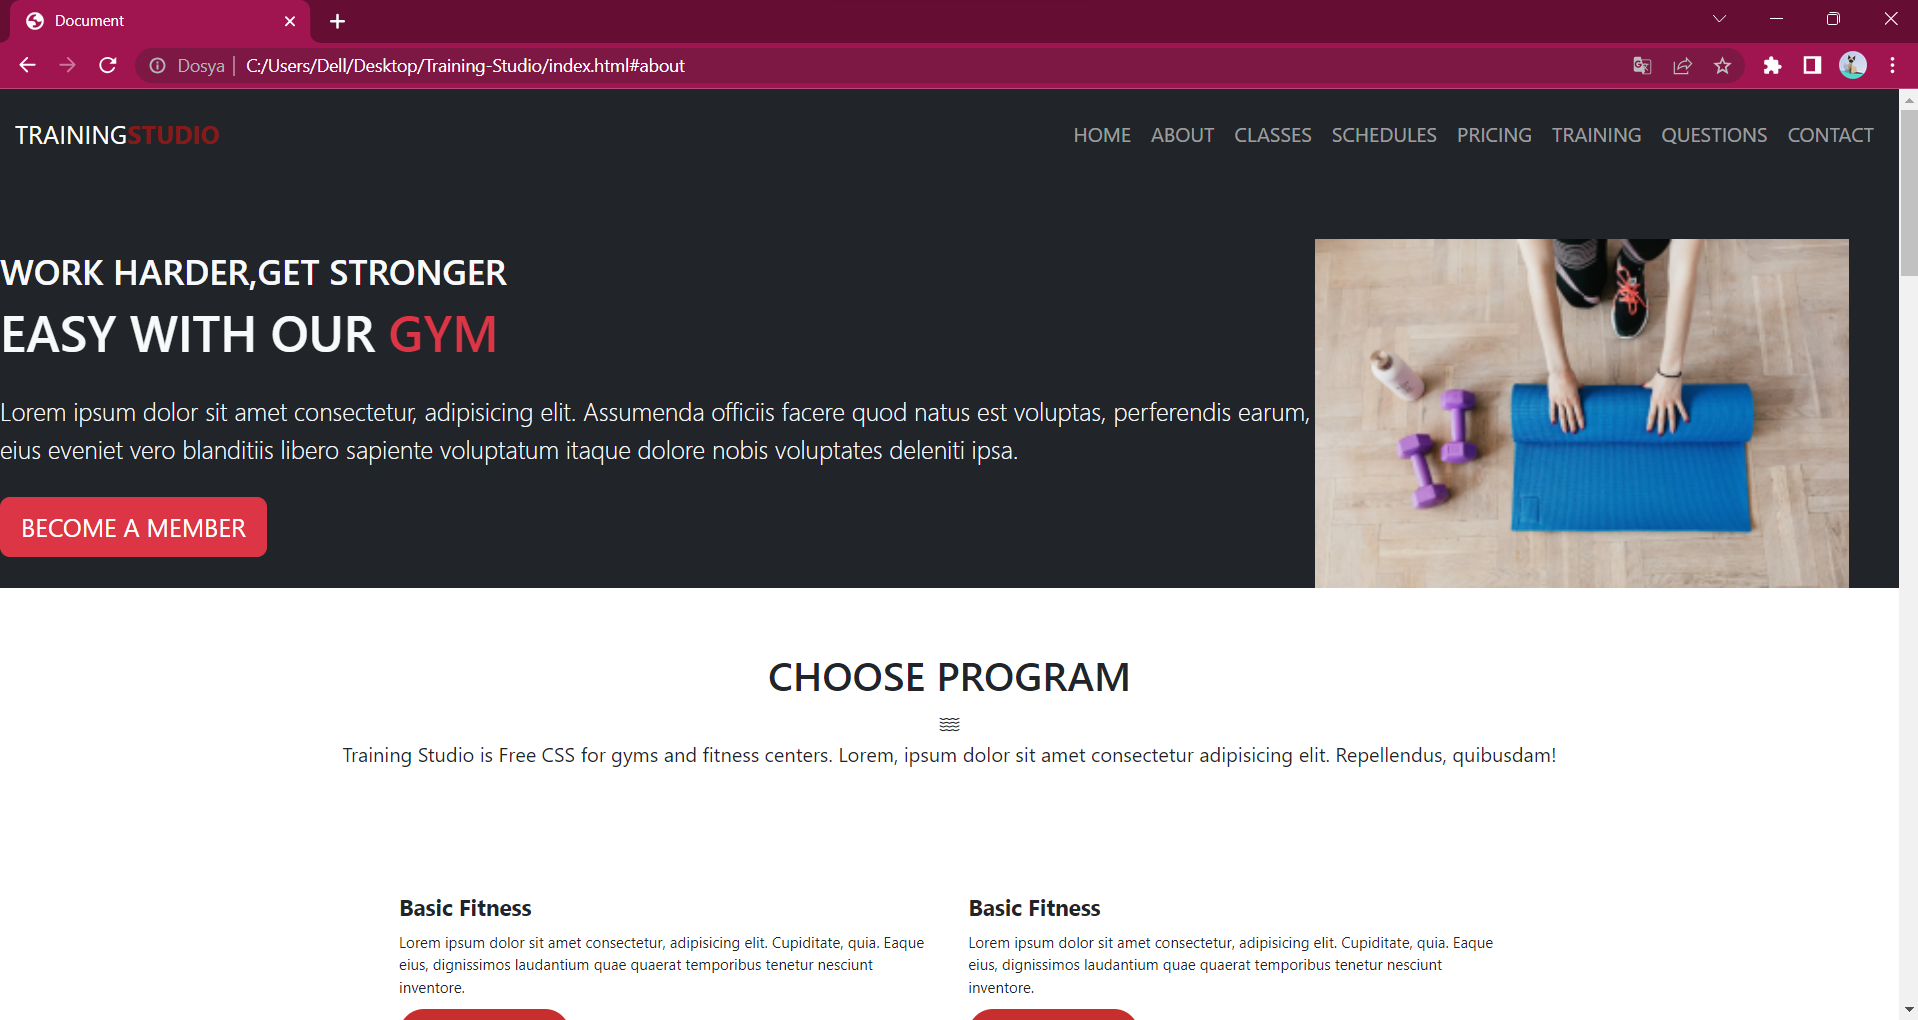 Document
Dosya | C:/Users/Dell/Desktop/Training-Studio/index.html#about
TRAININGSTUDIO HOME ABOUT CLASSES SCHEDULES PRICING TRAINING QUESTIONS CONTACT
WORK HARDER,GET STRONGER
EASY WITH OUR GYM
Lorem ipsum dolor sit amet consectetur, adipisicing elit. Assumenda officiis facere quod natus est voluptas, perferendis earum,
eius eveniet vero blanditiis libero sapiente voluptatum itaque dolore nobis voluptates deleniti ipsa.
BECOME A MEMBER
CHOOSE PROGRAM
Training Studio is Free CSS for gyms and fitness centers. Lorem, ipsum dolor sit amet consectetur adipisicing elit. Repellendus, quibusdam!
Basic Fitness
Lorem ipsum dolor sit amet consectetur, adipisicing elit. Cupiditate, quia. Eaque
eius, dignissimos laudantium quae quaerat temporibus tenetur nesciunt
inventore.
Basic Fitness
Lorem ipsum dolor sit amet consectetur, adipisicing elit. Cupiditate, quia. Eaque
eius, dignissimos laudantium quae quaerat temporibus tenetur nesciunt
inventore.